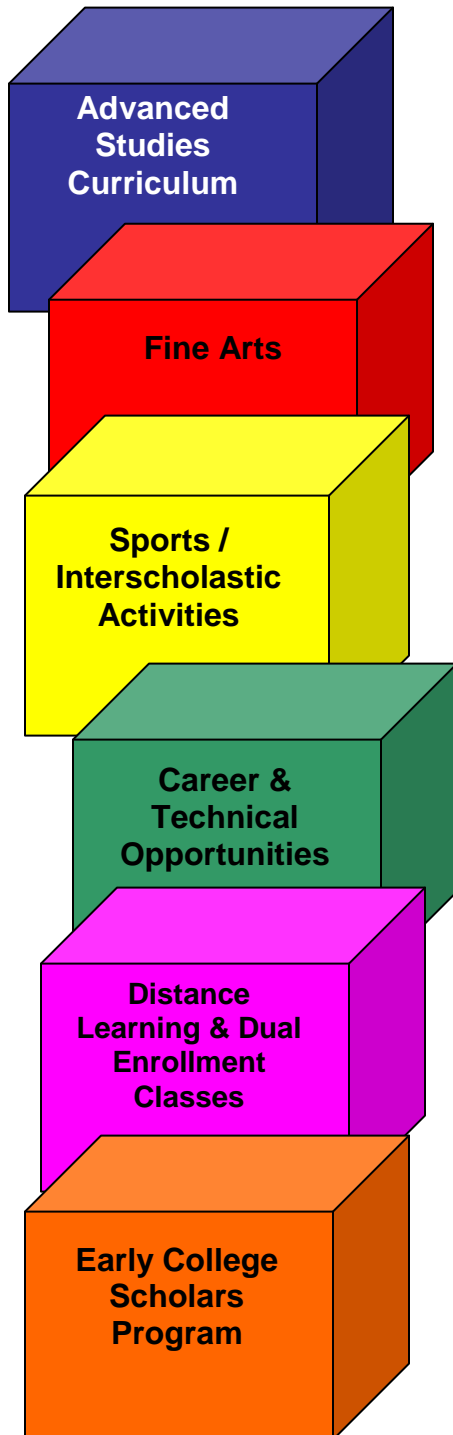 Advanced
Studies
Curriculum
Fine Arts
Sports /
Interscholastic
Activities
Career &
Technical
Opportunities
Distance
Learning & Dual
Enrollment
Classes
Early College
Scholars
Program